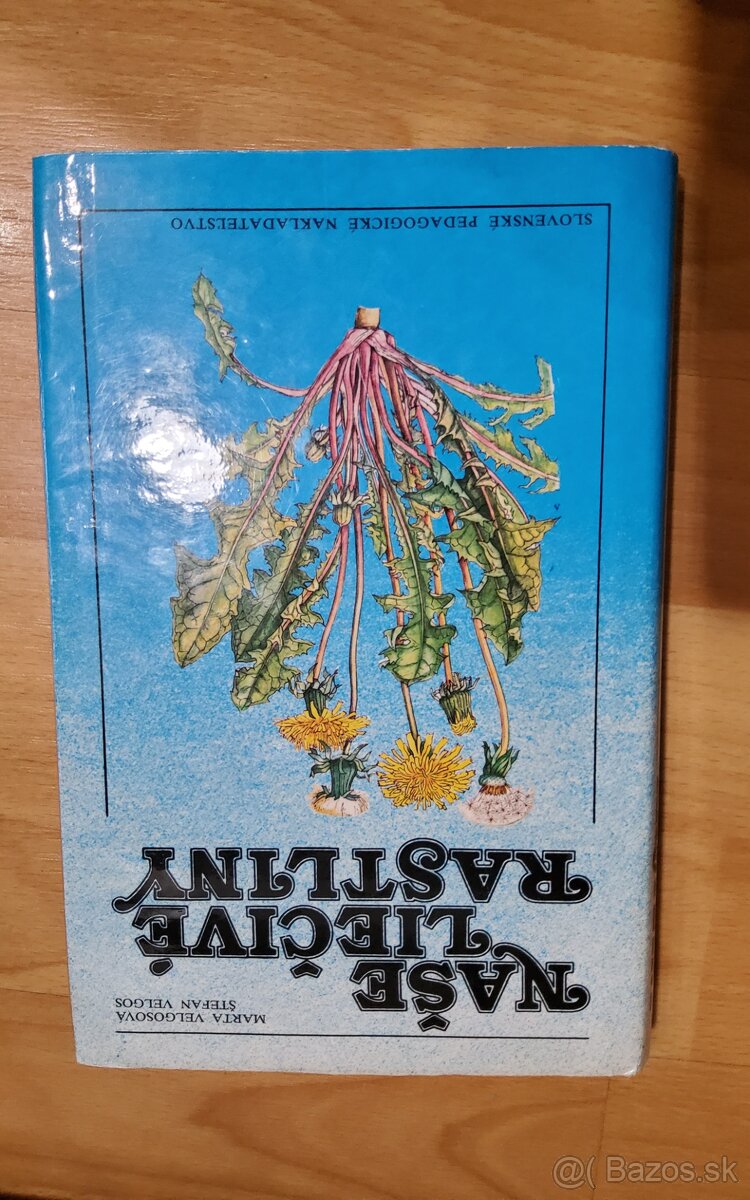 MARTA VELGOSOVÁ
ŠTEFAN VELGOS
NAŠE
LIEČIVÉ
RASTLINY
SLOVENSKÉ PEDAGOGICKÉ NAKLADATEĽSTVO
@( Bazos.sk